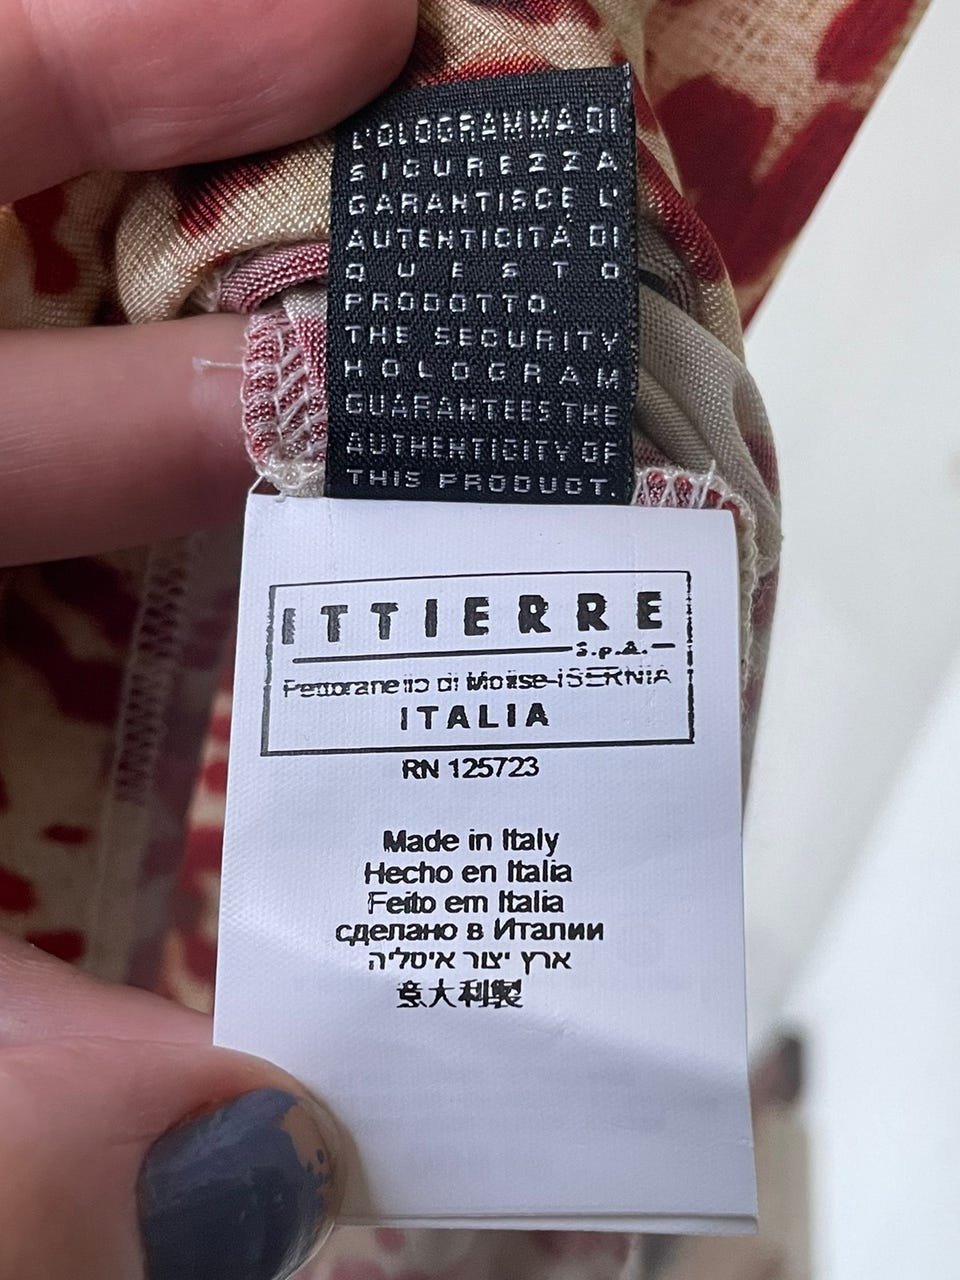 L'OLOGRAMMA DI
SICUREZZA
GARANTISCE L'
AUTENTICITÀ DI
QUESTO
PRODOTTO.
THE SECURITY
HOLOGRAM
GUARANTEES THE
AUTHENTICITY OF
THIS PRODUCT.
ITTIERRE
S.p.A.
Pettoranello di Molise-ISERNIA
ITALIA
RN 125723
Made in Italy
Hecho en Italia
Feito em Italia
сделано в Италии
ארץ יצור איטליה
意大利製